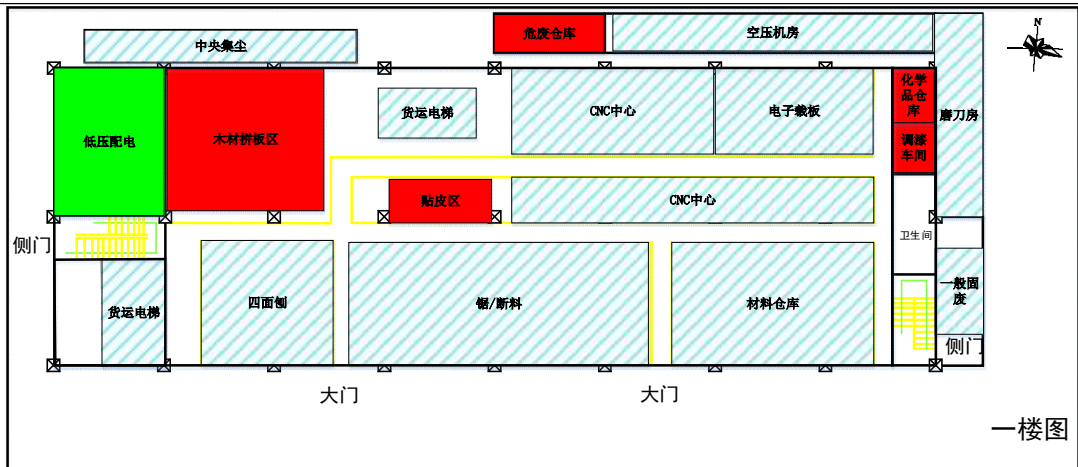 危废仓库
空压机房
N
中央集尘
低压配电
木材拼板区
货运电梯
CNC中心
电子载板
化学
品仓
库
调漆
车间
磨刀房
贴皮区
CNC中心
侧门
卫生间
货运电梯
四面刨
锯/断料
材料仓库
一般固
废
侧门
大门
大门
一楼图